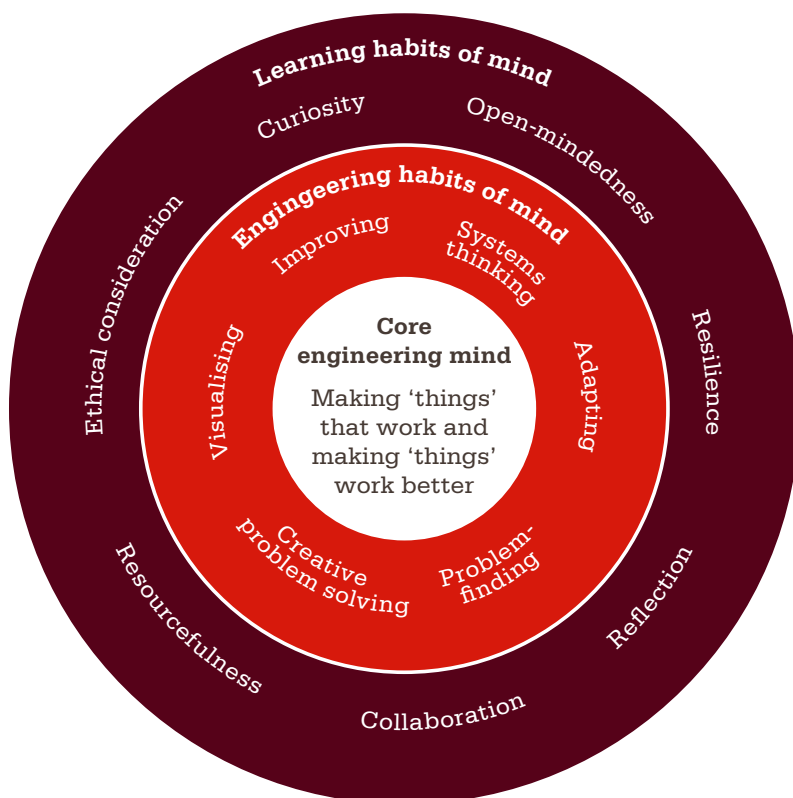 Learning habits of mind
Curiosity
Open-mindedness
Resilience
Reflection
Collaboration
Resourcefulness
Ethical consideration
Engingeering habits of mind
Improving
Systems
thinking
Adapting
Problem-
finding
Creative
problem solving
Visualising
Core
engineering mind
Making ‘things’
that work and
making ‘things’
work better